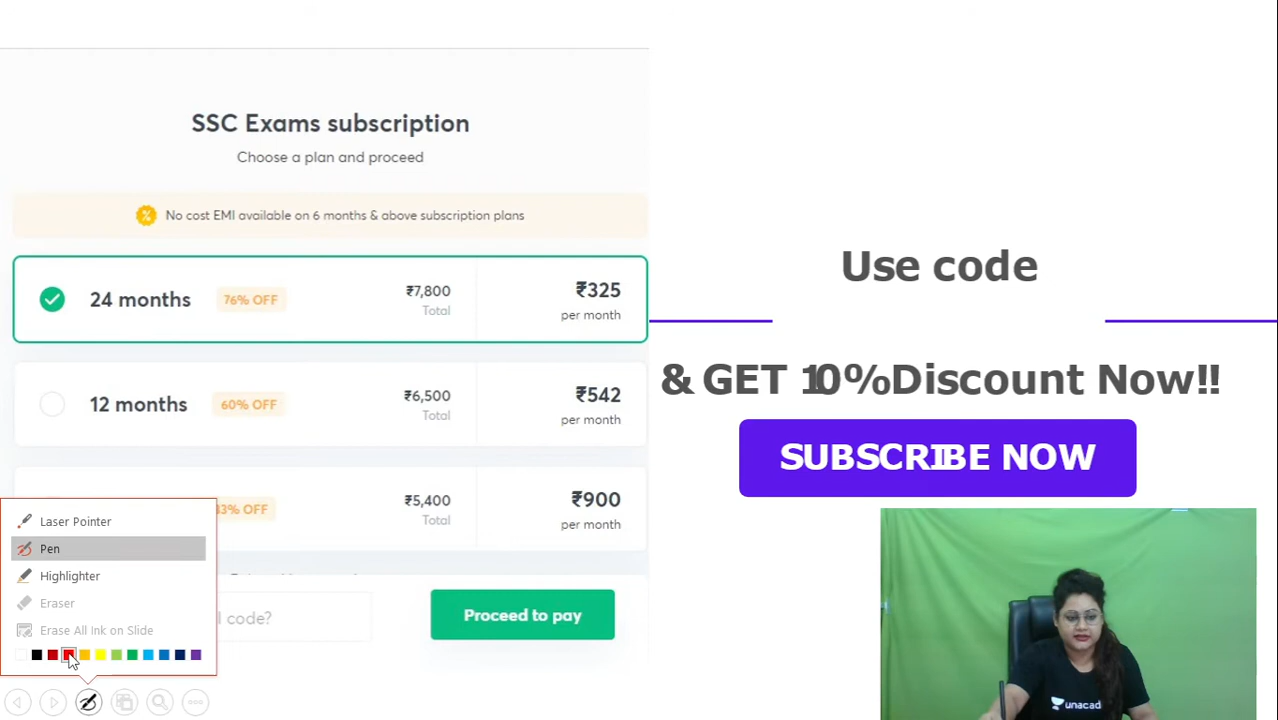 SSC Exams subscription
Choose a plan and proceed
No cost EMI available on 6 months & above subscription plans
24 months 76% OFF ₹7,800 Total ₹325 per month
12 months 60% OFF ₹6,500 Total ₹542 per month
33% OFF ₹5,400 Total ₹900 per month
code?
Proceed to pay
Laser Pointer
Pen
Highlighter
Eraser
Erase All Ink on Slide
Use code
& GET 10%Discount Now!!
SUBSCRIBE NOW
unacad